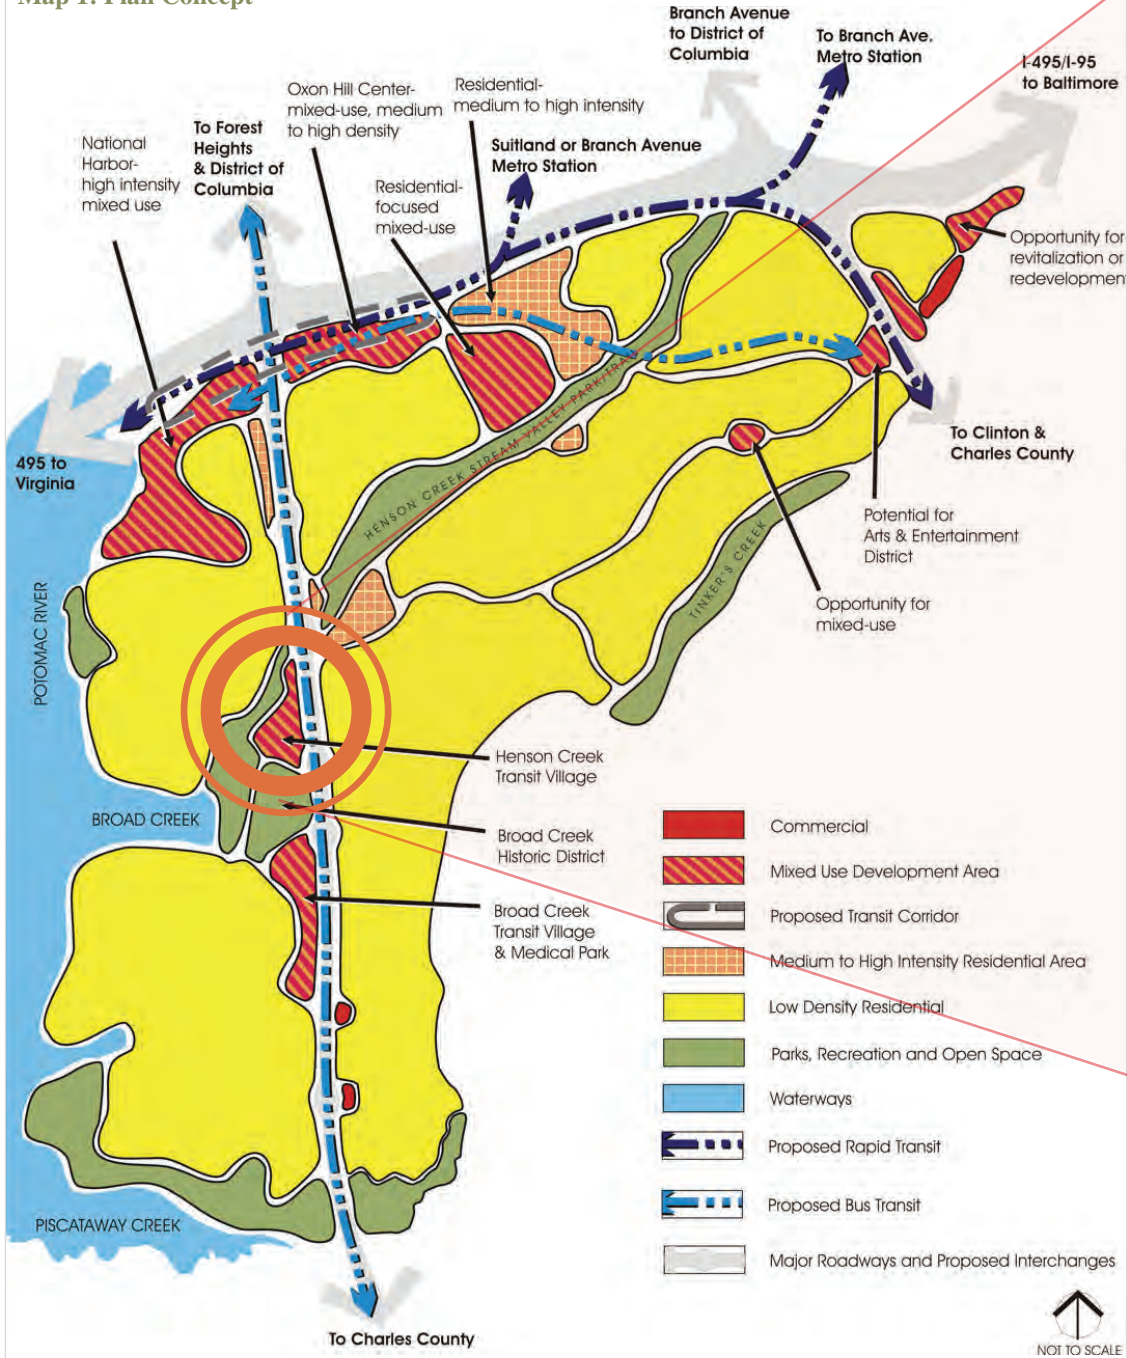 Map 1: Plan Concept
Branch Avenue
to District of
Columbia
To Branch Ave.
Metro Station
I-495/I-95
to Baltimore
Oxon Hill Center-
mixed-use, medium
to high density
Residential-
medium to high intensity
To Forest
Heights
& District of
Columbia
National
Harbor-
high intensity
mixed use
Suitland or Branch Avenue
Metro Station
Residential-
focused
mixed-use
Opportunity for
revitalization or
redevelopment
495 to
Virginia
To Clinton &
Charles County
HENSON CREEK STREAM VALLEY PARK/TRAIL
Potential for
Arts & Entertainment
District
TINKER'S CREEK
Opportunity for
mixed-use
POTOMAC RIVER
Henson Creek
Transit Village
BROAD CREEK
Broad Creek
Historic District
Broad Creek
Transit Village
& Medical Park
Commercial
Mixed Use Development Area
Proposed Transit Corridor
Medium to High Intensity Residential Area
Low Density Residential
Parks, Recreation and Open Space
Waterways
Proposed Rapid Transit
Proposed Bus Transit
Major Roadways and Proposed Interchanges
PISCATAWAY CREEK
To Charles County
NOT TO SCALE